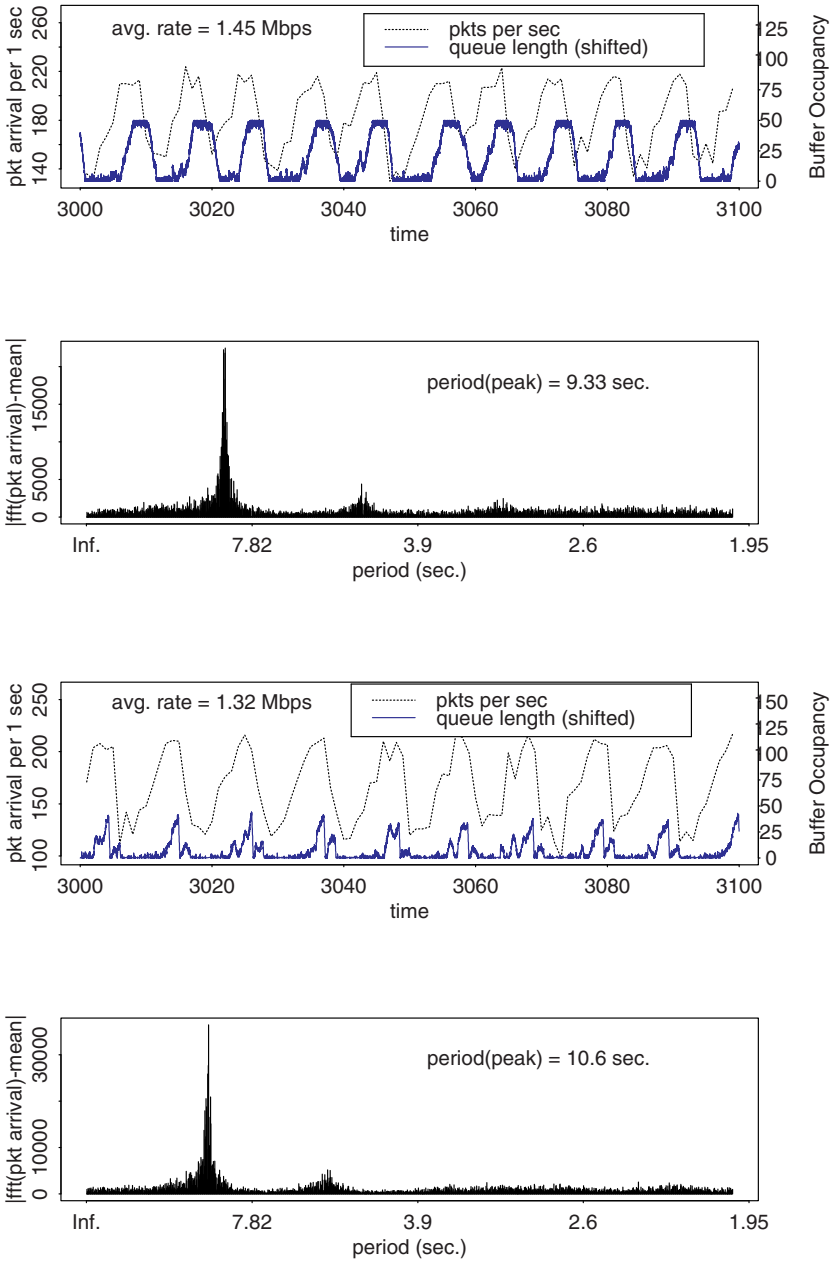 avg. rate = 1.45 Mbps
pkts per sec
queue length (shifted)
pkt arrival per 1 sec
140 180 220 260
0 25 50 75 100 125
Buffer Occupancy
3000 3020 3040 3060 3080 3100
time
period(peak) = 9.33 sec.
|fft(pkt arrival)-mean|
0 5000 15000
Inf. 7.82 3.9 2.6 1.95
period (sec.)
avg. rate = 1.32 Mbps
pkts per sec
queue length (shifted)
pkt arrival per 1 sec
100 150 200 250
0 25 50 75 100 125 150
Buffer Occupancy
3000 3020 3040 3060 3080 3100
time
period(peak) = 10.6 sec.
|fft(pkt arrival)-mean|
0 10000 30000
Inf. 7.82 3.9 2.6 1.95
period (sec.)